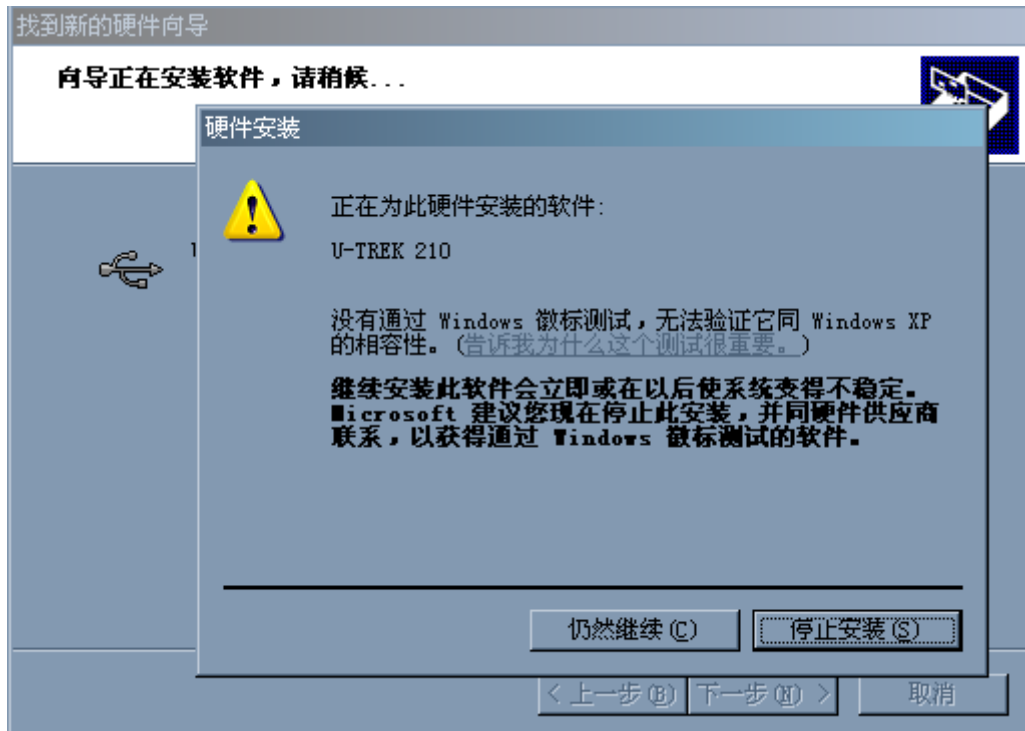 找到新的硬件向导
向导正在安装软件，请稍候...
硬件安装
正在为此硬件安装的软件:
U-TREK 210
没有通过 Windows 徽标测试，无法验证它同 Windows XP
的相容性。(告诉我为什么这个测试很重要。)
继续安装此软件会立即或在以后使系统变得不稳定。
Microsoft 建议您现在停止此安装，并同硬件供应商
联系，以获得通过 Windows 徽标测试的软件。
仍然继续(C)
停止安装(S)
< 上一步(B)
下一步(N) >
取消